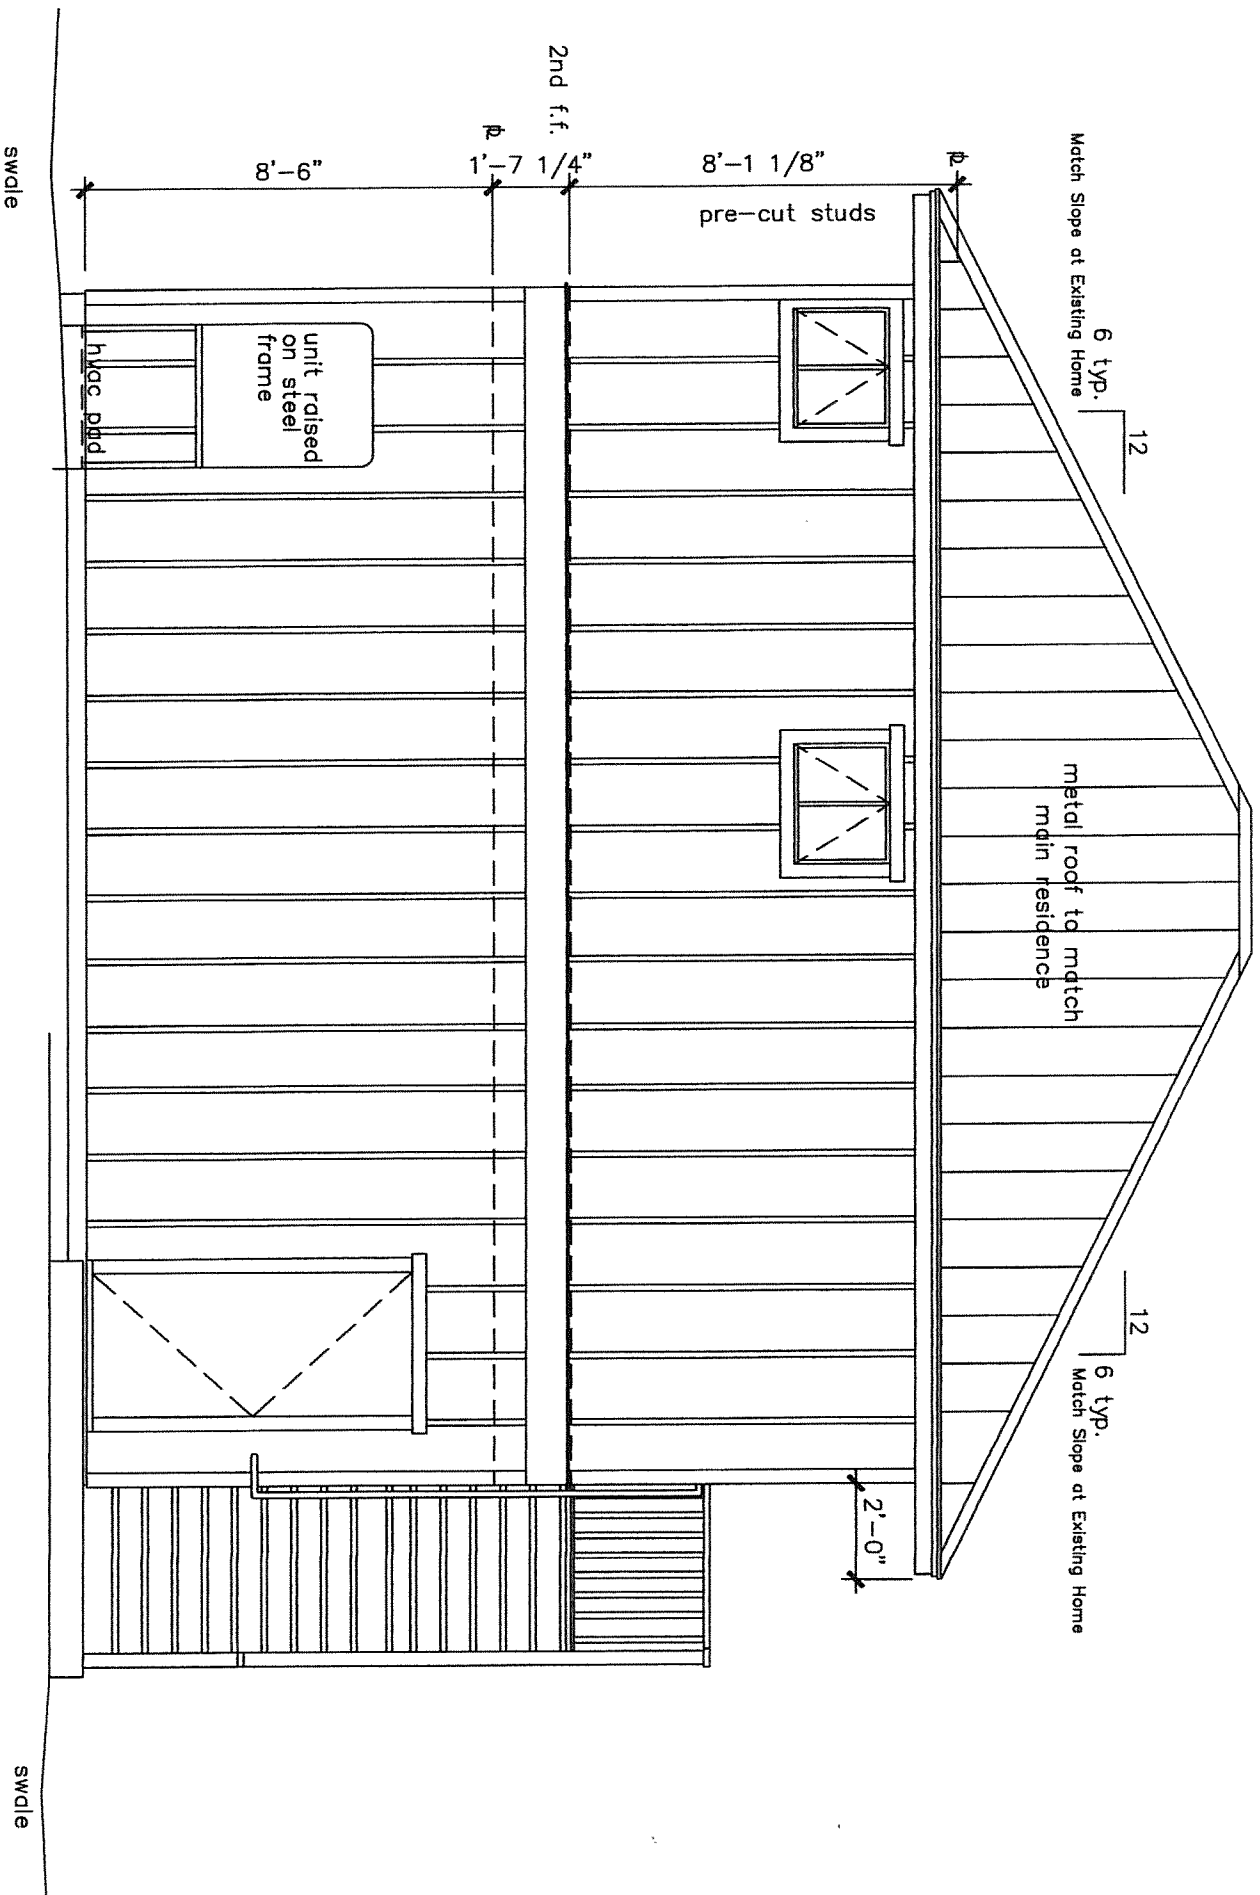 12
6 typ.
Match Slope at Existing Home
12
6 typ.
Match Slope at Existing Home
metal roof to match
main residence
℄
8'-1 1/8"
pre-cut studs
2'-0"
2nd f.f.
1'-7 1/4"
℄
8'-6"
unit raised
on steel
frame
hvac pad
swale
swale